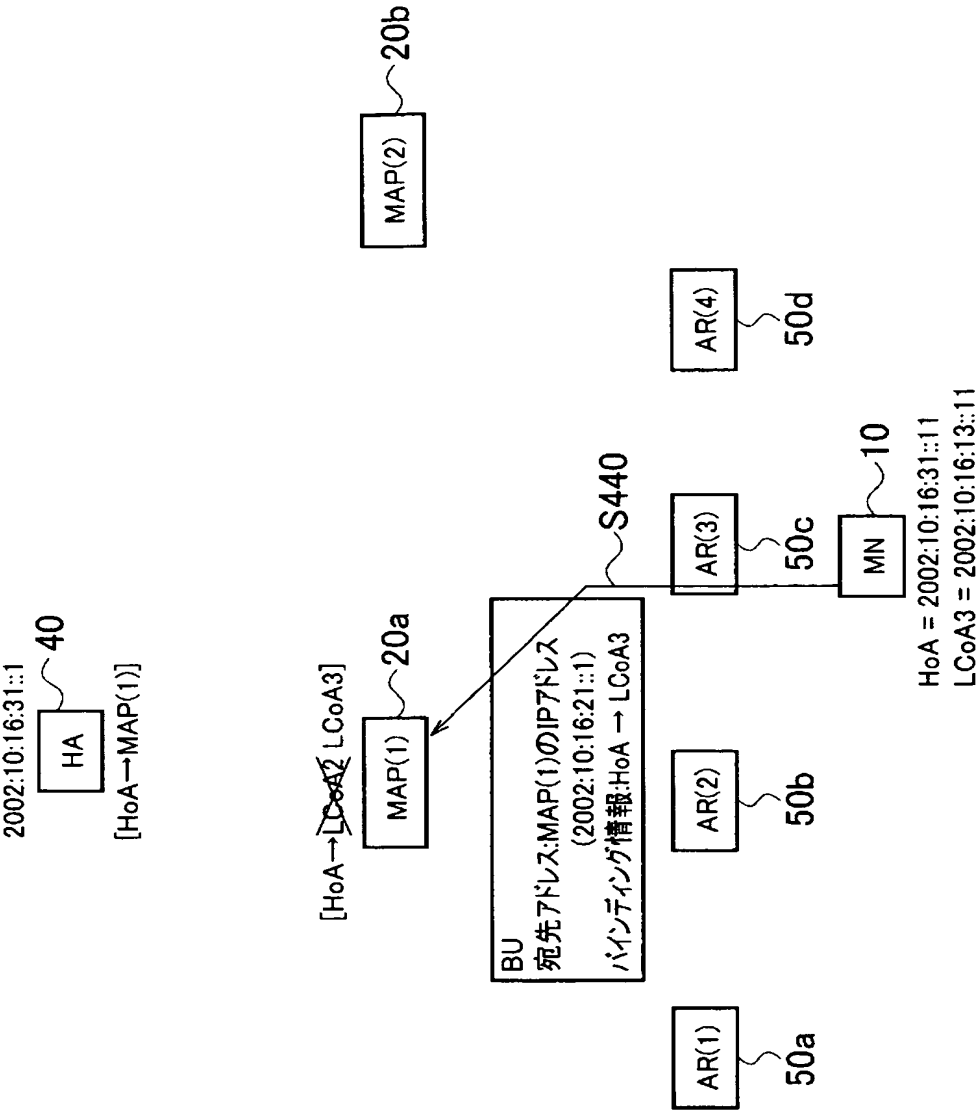 2002:10:16:31::1
HA
40
[HoA→MAP(1)]
[HoA→LCoA2 LCoA3]
MAP(1)
20a
MAP(2)
20b
BU
宛先アドレス:MAP(1)のIPアドレス
(2002:10:16:21::1)
バインディング情報:HoA → LCoA3
S440
AR(1)
50a
AR(2)
50b
AR(3)
50c
AR(4)
50d
MN
10
HoA = 2002:10:16:31::11
LCoA3 = 2002:10:16:13::11